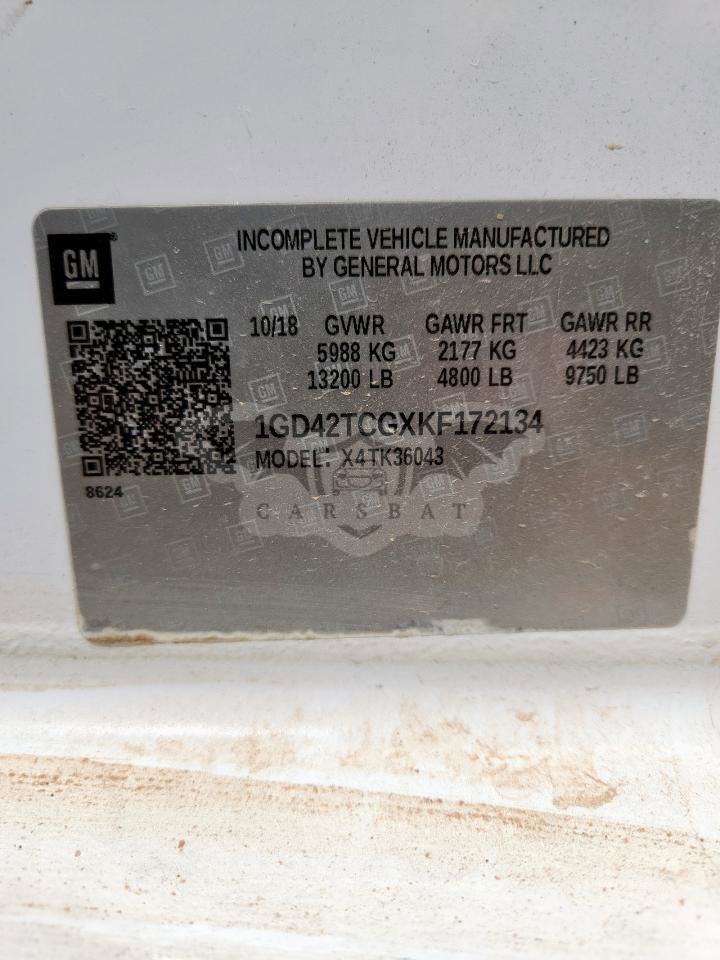 GM
INCOMPLETE VEHICLE MANUFACTURED
BY GENERAL MOTORS LLC
10/18 GVWR GAWR FRT GAWR RR
5988 KG 2177 KG 4423 KG
13200 LB 4800 LB 9750 LB
1GD42TCGXKF172134
MODEL: X4TK36043
8624
CARSBAT